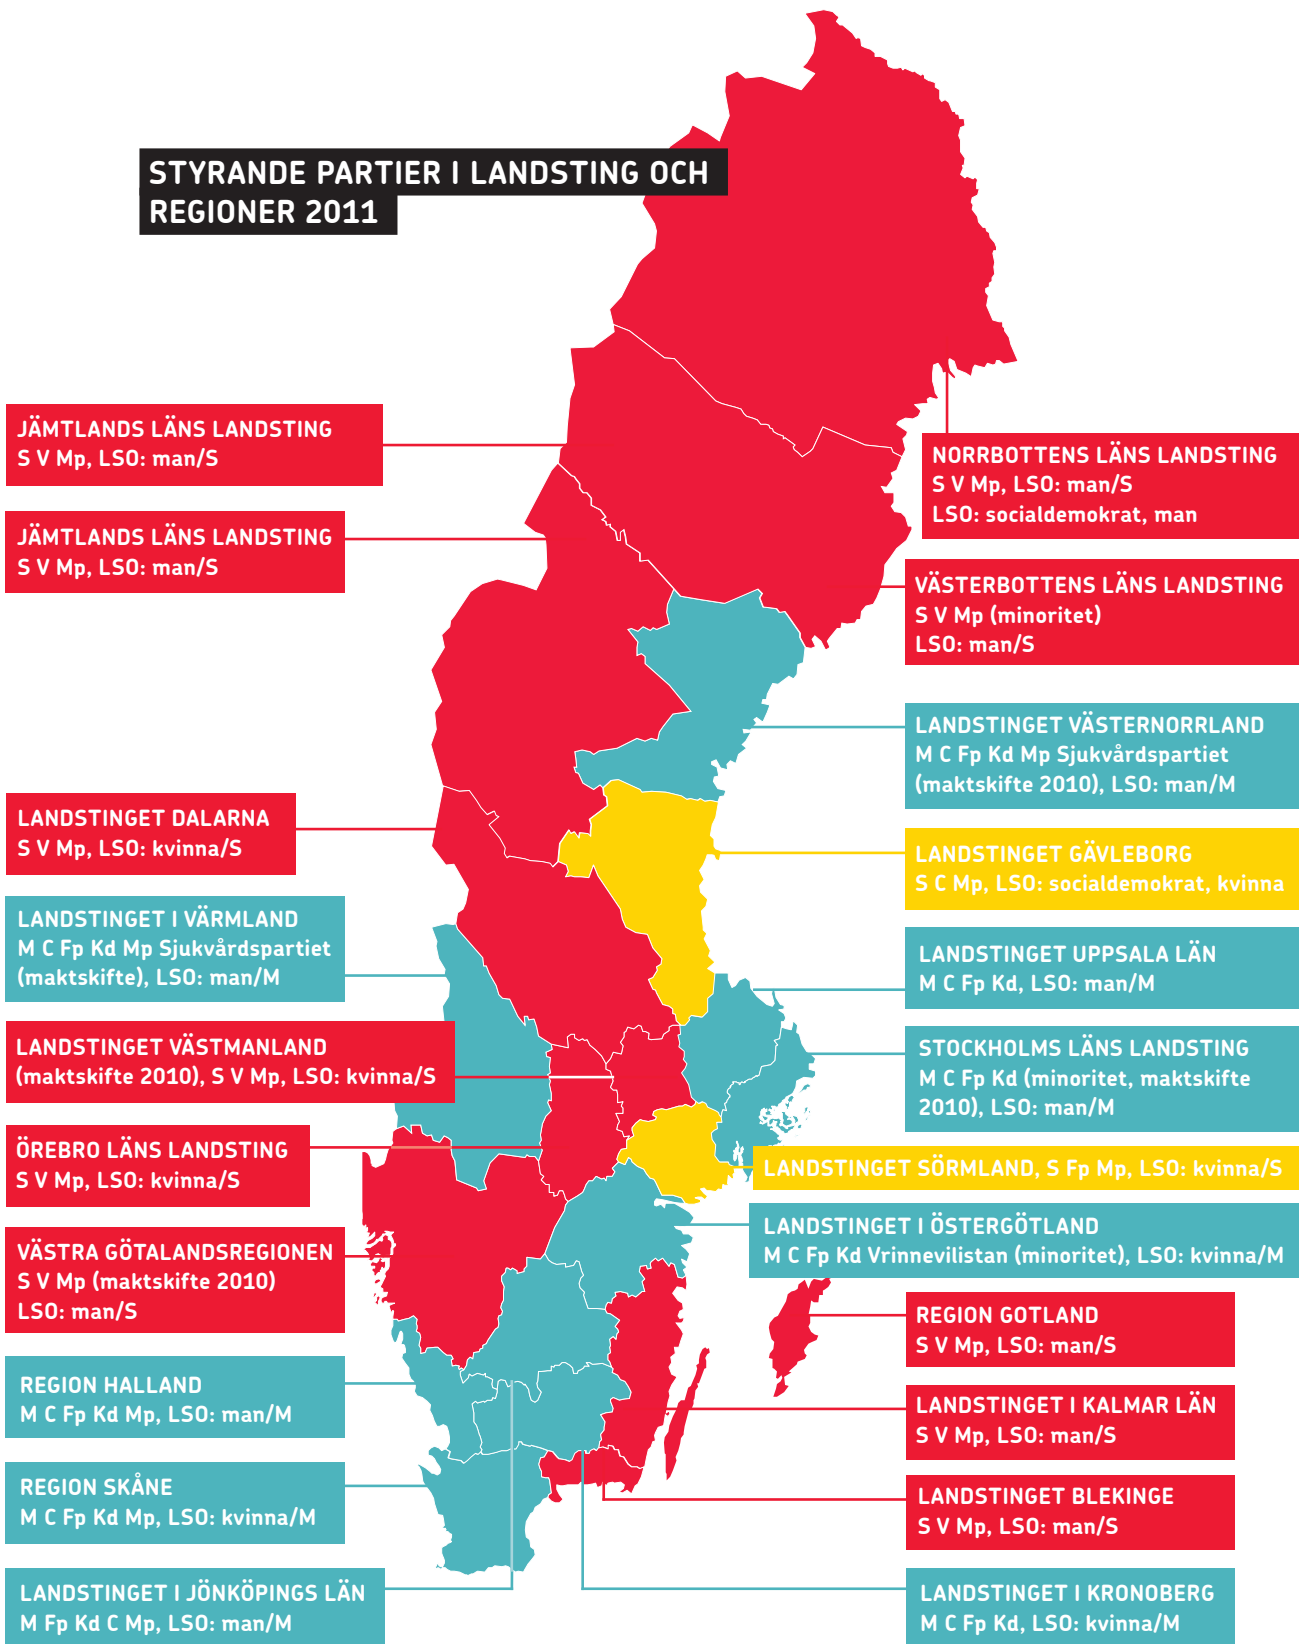 STYRANDE PARTIER I LANDSTING OCH
REGIONER 2011
JÄMTLANDS LÄNS LANDSTING
S V Mp, LSO: man/S
JÄMTLANDS LÄNS LANDSTING
S V Mp, LSO: man/S
LANDSTINGET DALARNA
S V Mp, LSO: kvinna/S
LANDSTINGET I VÄRMLAND
M C Fp Kd Mp Sjukvårdspartiet
(maktskifte), LSO: man/M
LANDSTINGET VÄSTMANLAND
(maktskifte 2010), S V Mp, LSO: kvinna/S
ÖREBRO LÄNS LANDSTING
S V Mp, LSO: kvinna/S
VÄSTRA GÖTALANDSREGIONEN
S V Mp (maktskifte 2010)
LSO: man/S
REGION HALLAND
M C Fp Kd Mp, LSO: man/M
REGION SKÅNE
M C Fp Kd Mp, LSO: kvinna/M
LANDSTINGET I JÖNKÖPINGS LÄN
M Fp Kd C Mp, LSO: man/M
NORRBOTTENS LÄNS LANDSTING
S V Mp, LSO: man/S
LSO: socialdemokrat, man
VÄSTERBOTTENS LÄNS LANDSTING
S V Mp (minoritet)
LSO: man/S
LANDSTINGET VÄSTERNORRLAND
M C Fp Kd Mp Sjukvårdspartiet
(maktskifte 2010), LSO: man/M
LANDSTINGET GÄVLEBORG
S C Mp, LSO: socialdemokrat, kvinna
LANDSTINGET UPPSALA LÄN
M C Fp Kd, LSO: man/M
STOCKHOLMS LÄNS LANDSTING
M C Fp Kd (minoritet, maktskifte
2010), LSO: man/M
LANDSTINGET SÖRMLAND, S Fp Mp, LSO: kvinna/S
LANDSTINGET I ÖSTERGÖTLAND
M C Fp Kd Vrinnevilistan (minoritet), LSO: kvinna/M
REGION GOTLAND
S V Mp, LSO: man/S
LANDSTINGET I KALMAR LÄN
S V Mp, LSO: man/S
LANDSTINGET BLEKINGE
S V Mp, LSO: man/S
LANDSTINGET I KRONOBERG
M C Fp Kd, LSO: kvinna/M